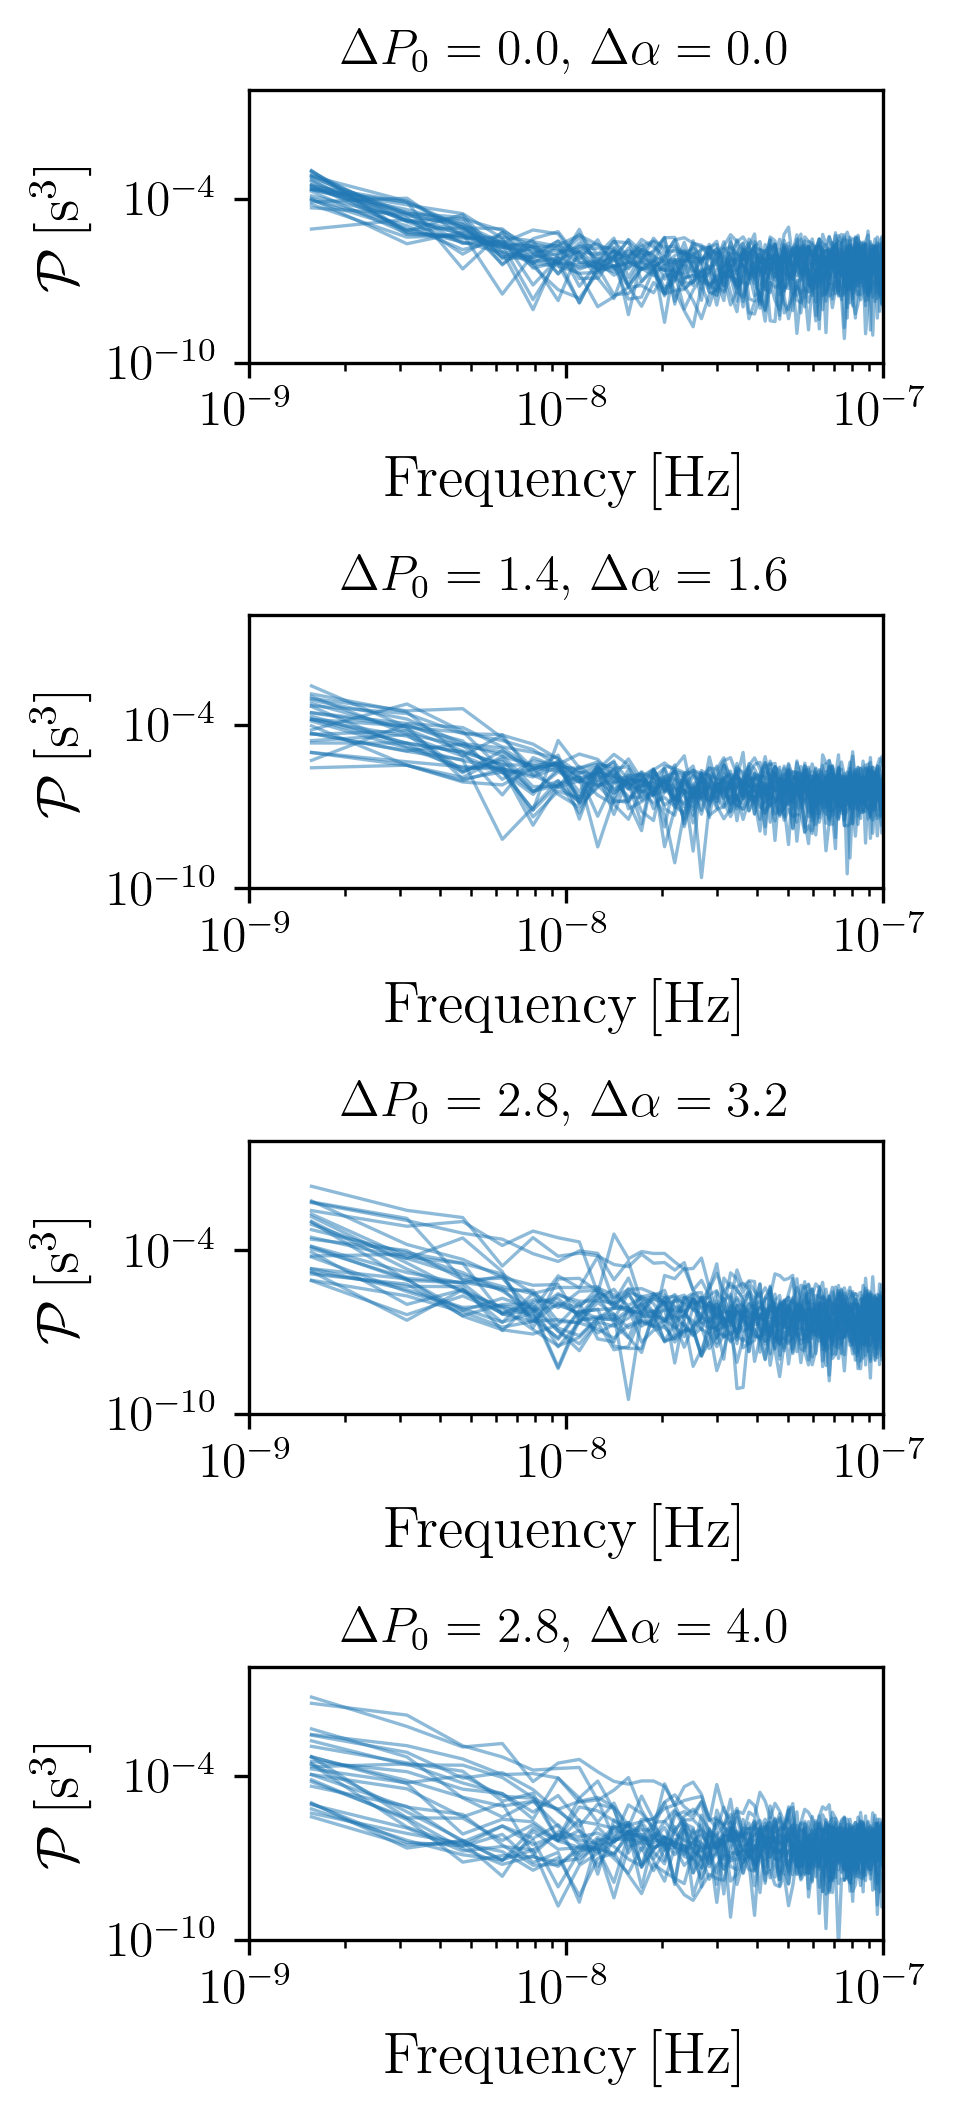 ΔP₀ = 0.0, Δα = 0.0
𝒫 [s³]
10⁻⁴
10⁻¹⁰
10⁻⁹ 10⁻⁸ 10⁻⁷
Frequency [Hz]
ΔP₀ = 1.4, Δα = 1.6
𝒫 [s³]
10⁻⁴
10⁻¹⁰
10⁻⁹ 10⁻⁸ 10⁻⁷
Frequency [Hz]
ΔP₀ = 2.8, Δα = 3.2
𝒫 [s³]
10⁻⁴
10⁻¹⁰
10⁻⁹ 10⁻⁸ 10⁻⁷
Frequency [Hz]
ΔP₀ = 2.8, Δα = 4.0
𝒫 [s³]
10⁻⁴
10⁻¹⁰
10⁻⁹ 10⁻⁸ 10⁻⁷
Frequency [Hz]